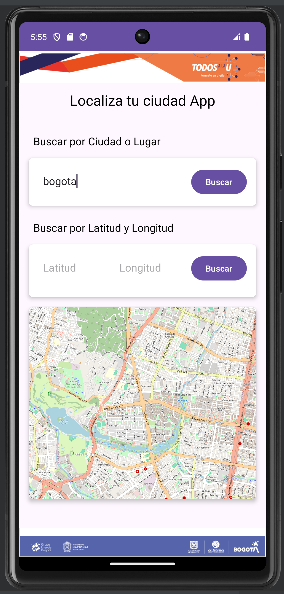 5:55
TODOS
U
Localiza tu ciudad App
Buscar por Ciudad o Lugar
bogota
Buscar
Buscar por Latitud y Longitud
Latitud
Longitud
Buscar
BOGOTA